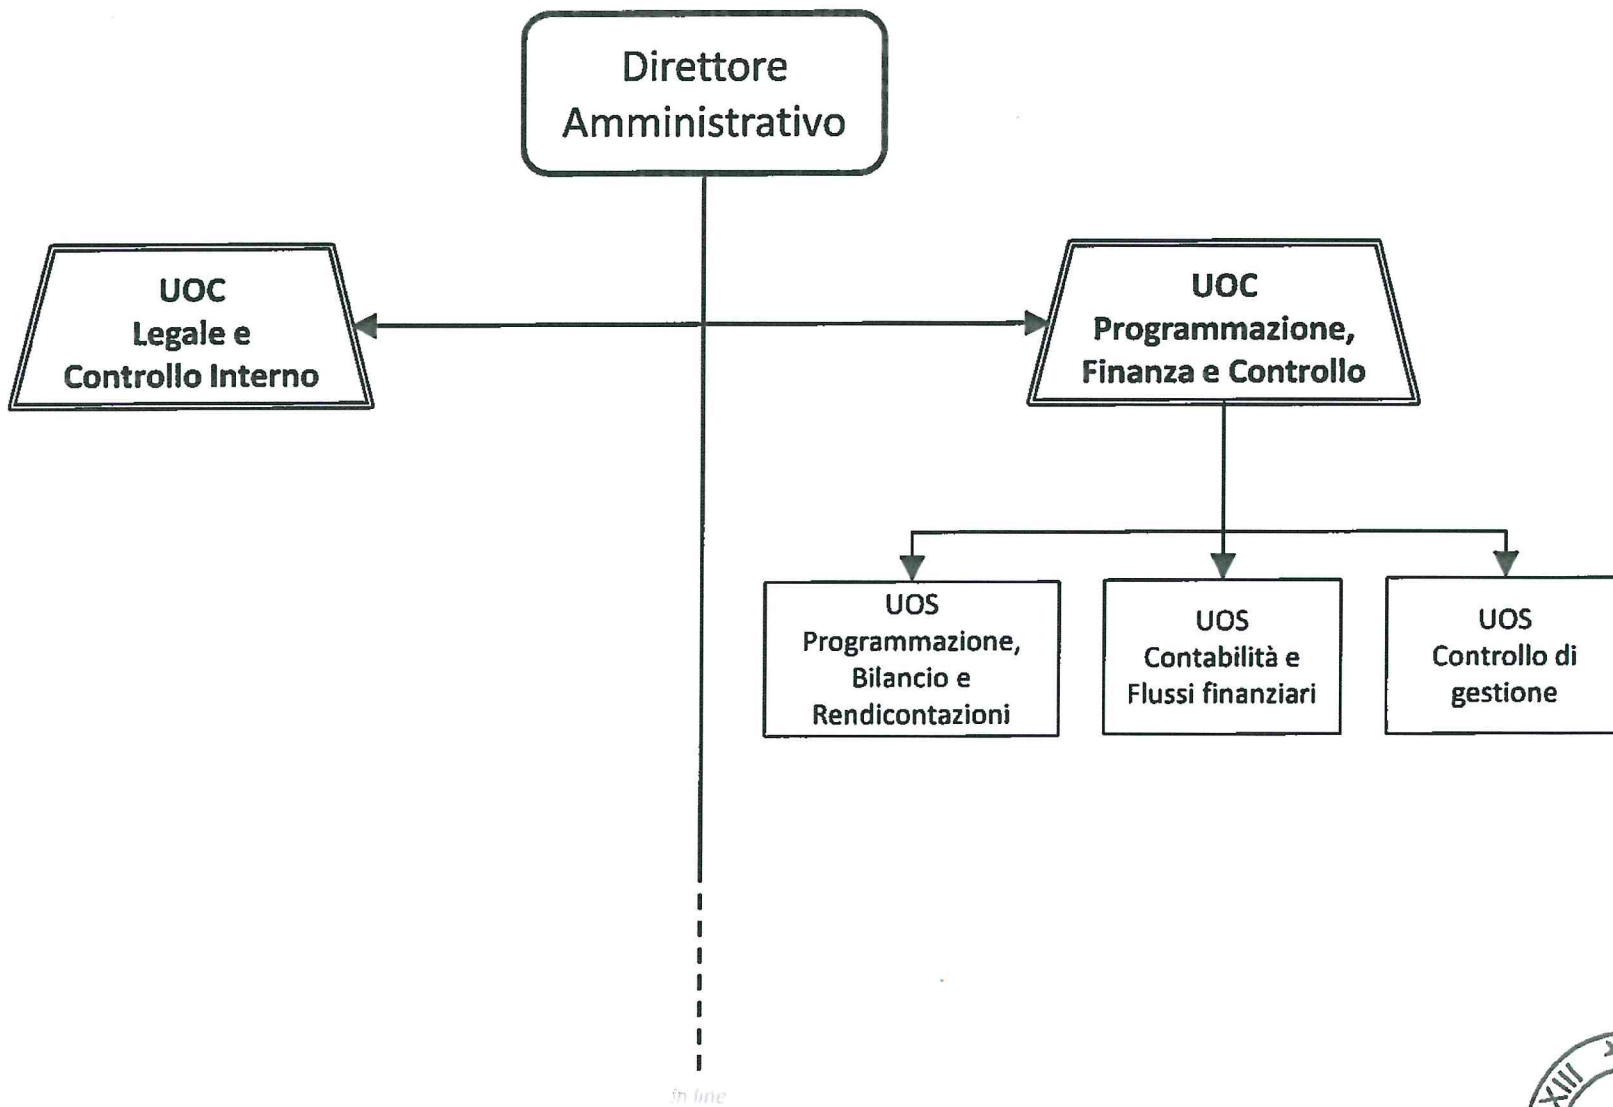 Direttore
Amministrativo
UOC
Legale e
Controllo Interno
UOC
Programmazione,
Finanza e Controllo
UOS
Programmazione,
Bilancio e
Rendicontazioni
UOS
Contabilità e
Flussi finanziari
UOS
Controllo di
gestione
in line
XIII